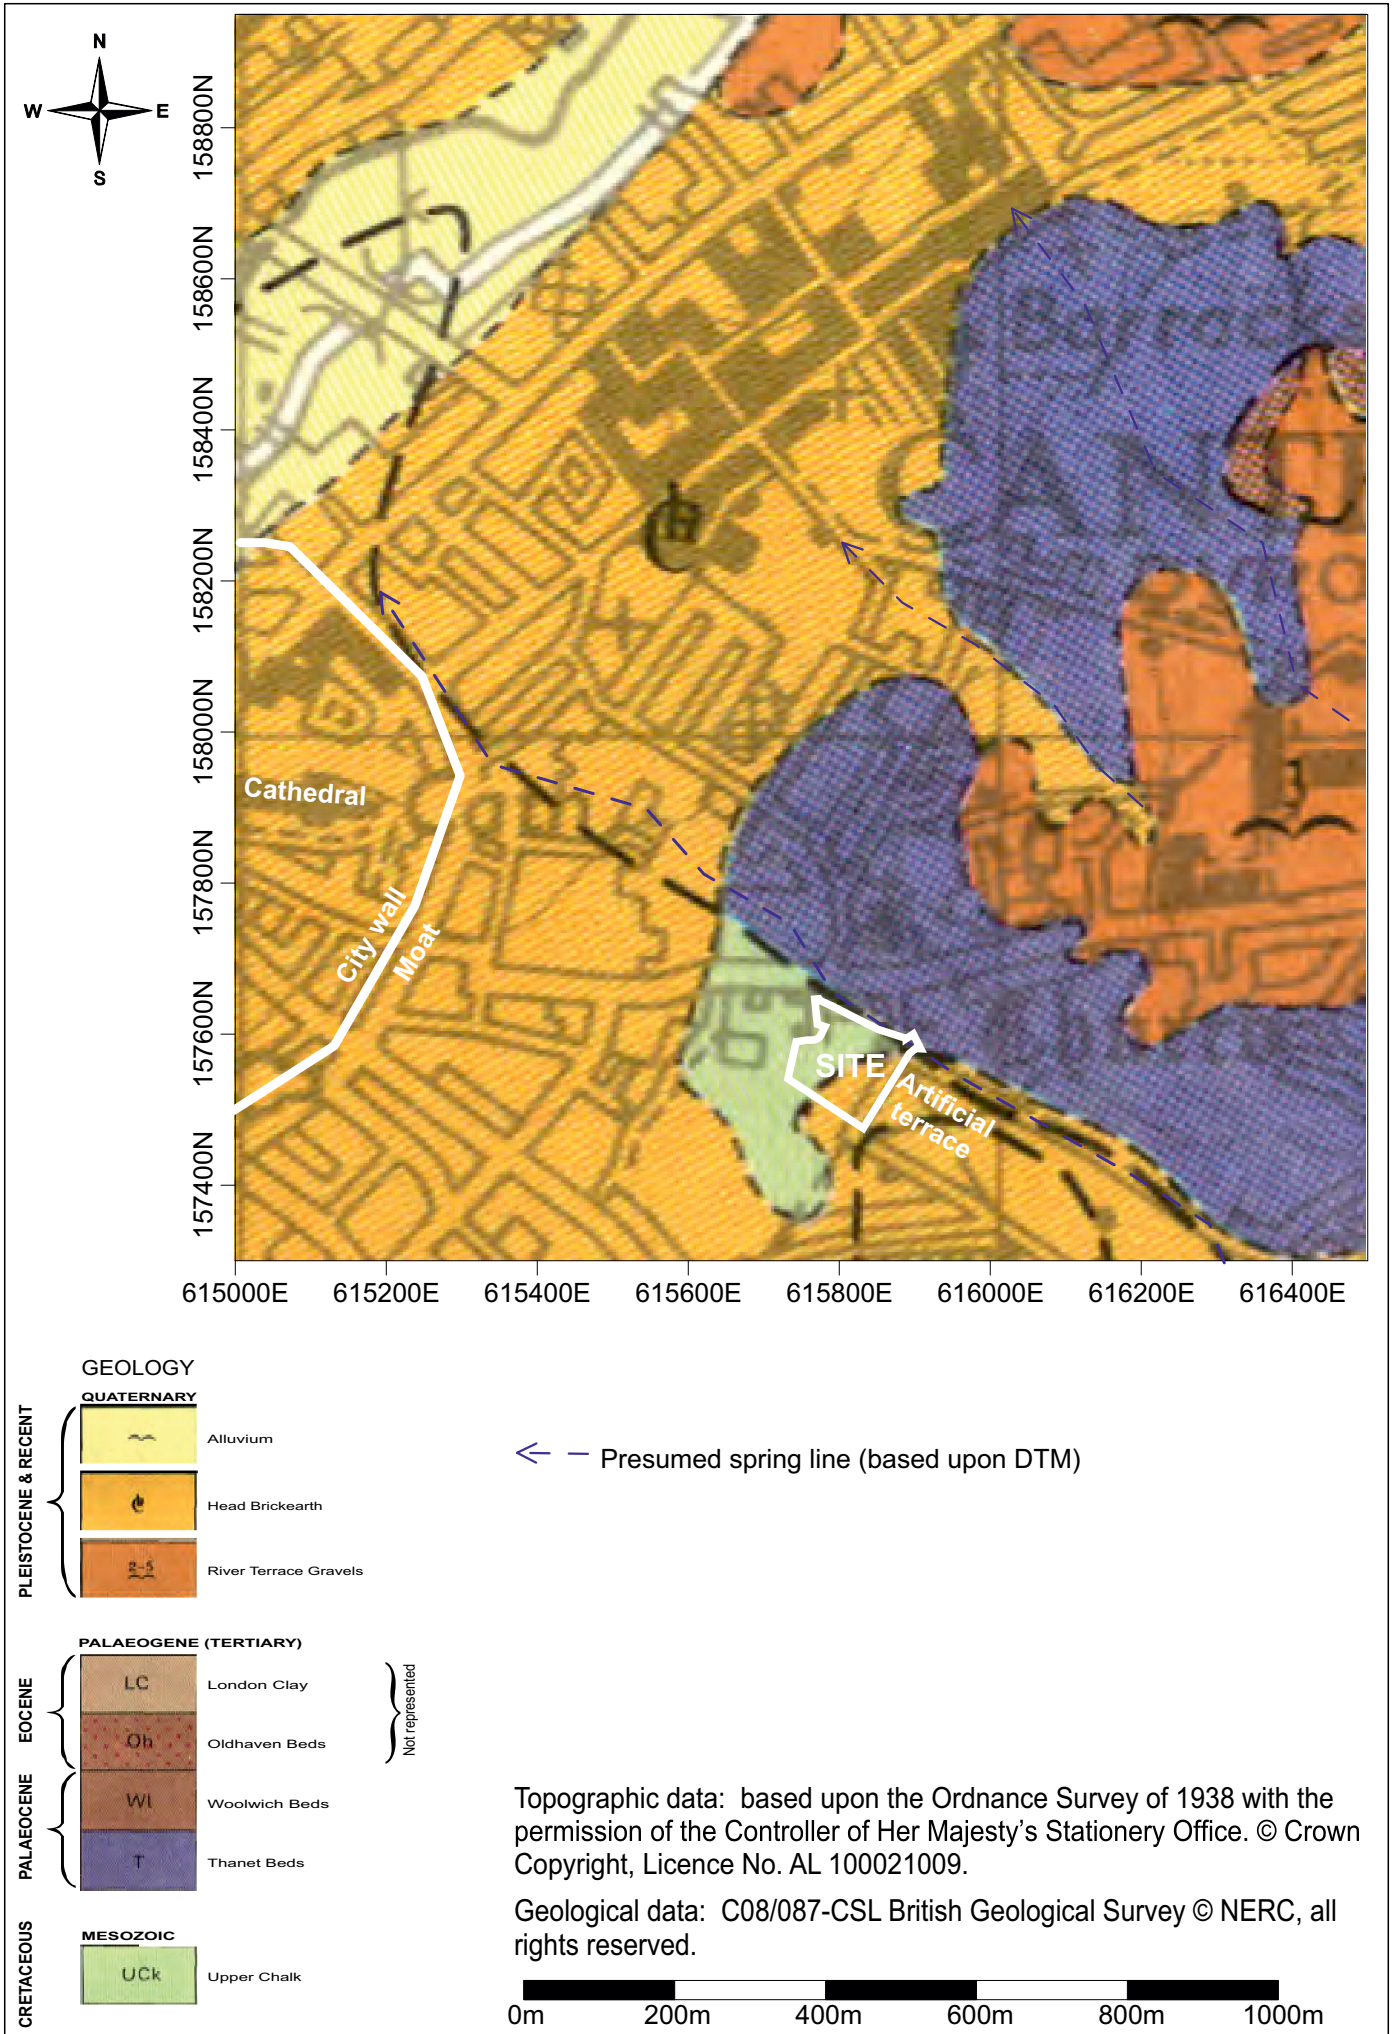 N
W E
S
158800N
158600N
158400N
158200N
158000N
157800N
157600N
157400N
Cathedral
City wall
Moat
SITE
Artificial
terrace
615000E 615200E 615400E 615600E 615800E 616000E 616200E 616400E
GEOLOGY
QUATERNARY
PLEISTOCENE & RECENT
Alluvium
Head Brickearth
2-5
River Terrace Gravels
Presumed spring line (based upon DTM)
PALAEOGENE (TERTIARY)
EOCENE
LC London Clay
Oh Oldhaven Beds
Not represented
PALAEOCENE
Wl Woolwich Beds
T Thanet Beds
CRETACEOUS
MESOZOIC
UCk Upper Chalk
Topographic data: based upon the Ordnance Survey of 1938 with the
permission of the Controller of Her Majesty's Stationery Office. © Crown
Copyright, Licence No. AL 100021009.
Geological data: C08/087-CSL British Geological Survey © NERC, all
rights reserved.
0m 200m 400m 600m 800m 1000m